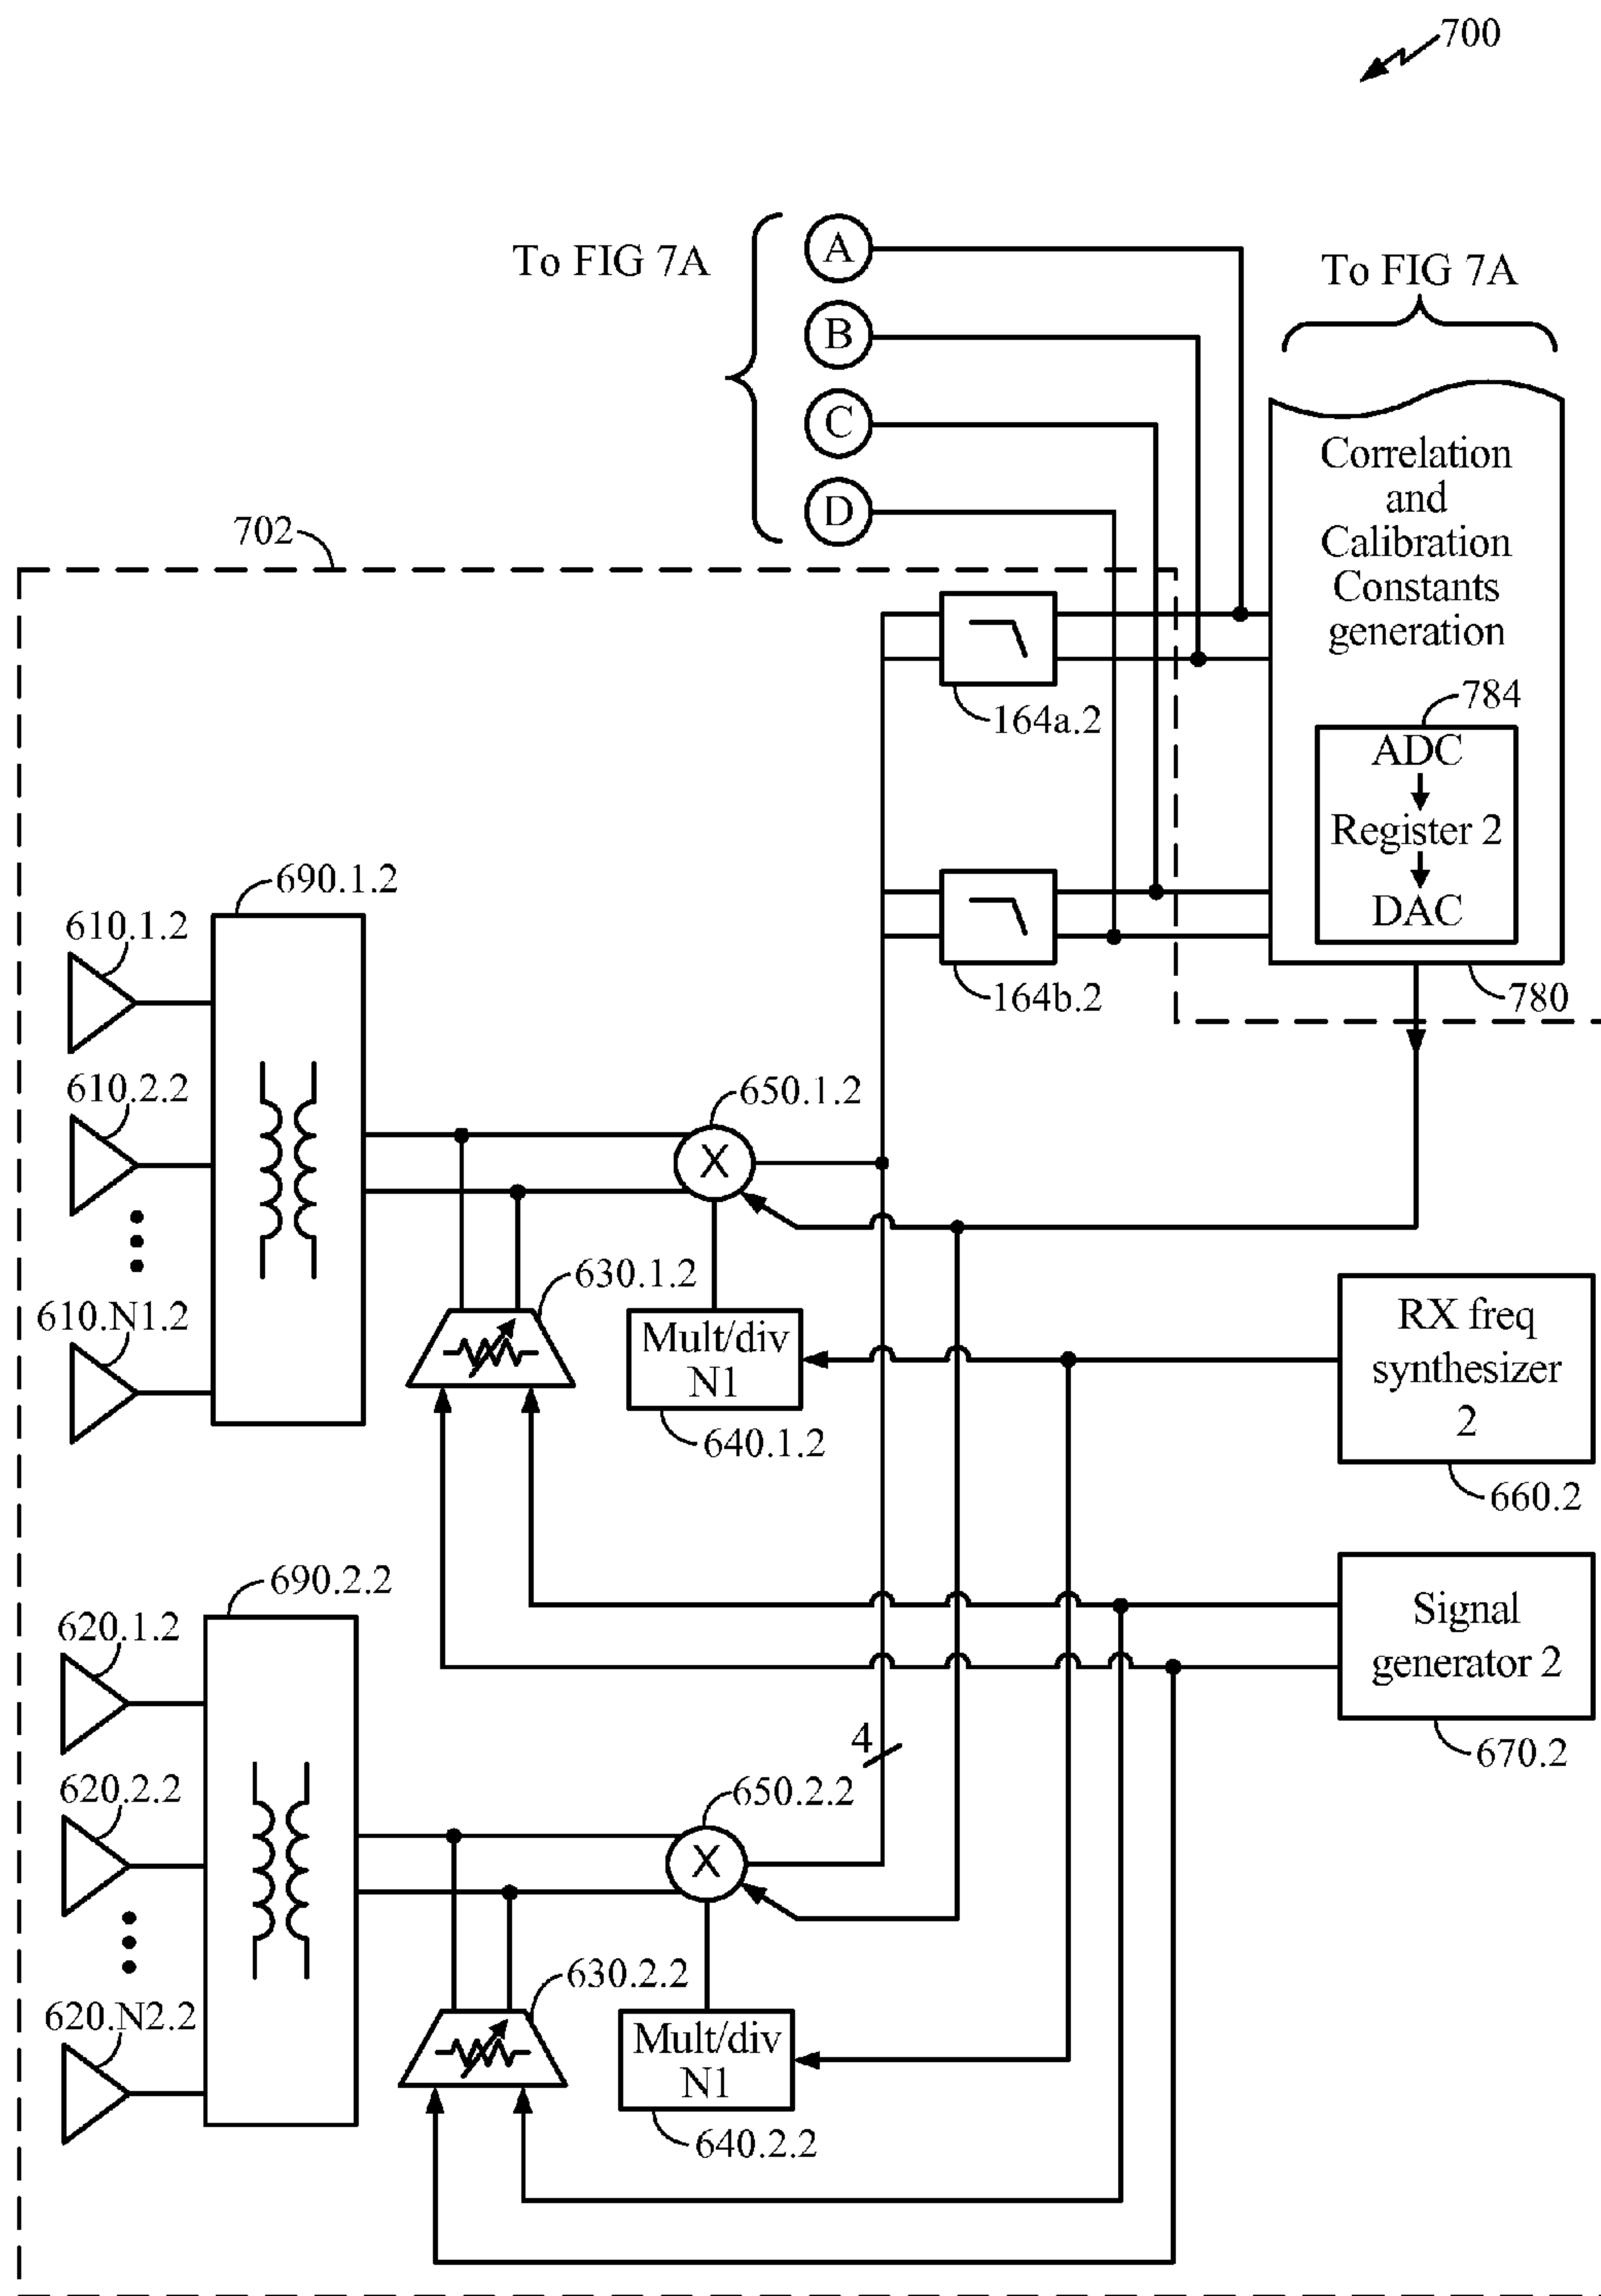 700
To FIG 7A
A
B
C
D
To FIG 7A
Correlation
and
Calibration
Constants
generation
702
784
ADC
Register 2
DAC
164a.2
164b.2
780
690.1.2
610.1.2
610.2.2
610.N1.2
650.1.2
X
630.1.2
Mult/div
N1
640.1.2
RX freq
synthesizer
2
660.2
690.2.2
620.1.2
620.2.2
620.N2.2
Signal
generator 2
670.2
4
650.2.2
X
630.2.2
Mult/div
N1
640.2.2